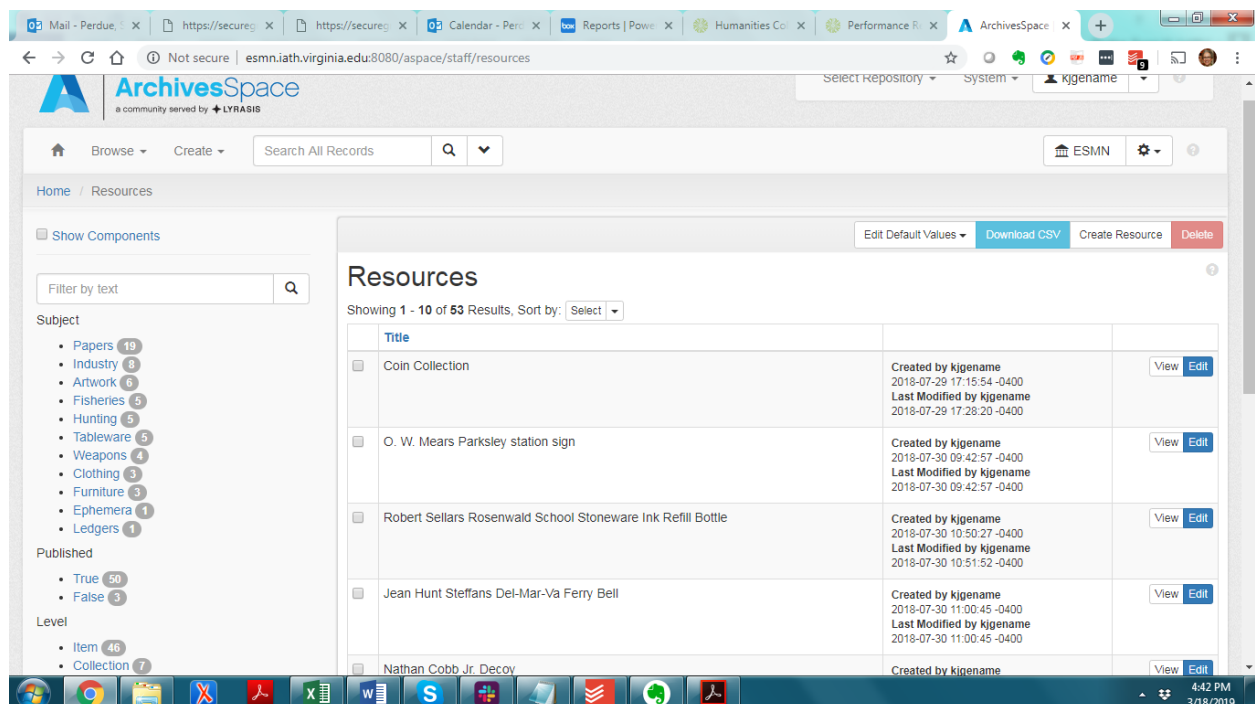 Mail - Perdue, S
https://secureg
https://secureg
Calendar - Perd
Reports | Powe
Humanities Col
Performance R
ArchivesSpace |
Not secure | esmn.iath.virginia.edu:8080/aspace/staff/resources
9
ArchivesSpace
a community served by LYRASIS
Select Repository System kjgename
Browse Create Search All Records ESMN
Home / Resources
Show Components
Edit Default Values Download CSV Create Resource Delete
Filter by text
Resources
Showing 1 - 10 of 53 Results, Sort by: Select
Subject
Papers 19
Industry 8
Artwork 6
Fisheries 5
Hunting 5
Tableware 5
Weapons 4
Clothing 3
Furniture 3
Ephemera 1
Ledgers 1
Published
True 50
False 3
Level
Item 46
Collection 7
Title
Coin Collection
Created by kjgename
2018-07-29 17:15:54 -0400
Last Modified by kjgename
2018-07-29 17:28:20 -0400
View Edit
O. W. Mears Parksley station sign
Created by kjgename
2018-07-30 09:42:57 -0400
Last Modified by kjgename
2018-07-30 09:42:57 -0400
View Edit
Robert Sellars Rosenwald School Stoneware Ink Refill Bottle
Created by kjgename
2018-07-30 10:50:27 -0400
Last Modified by kjgename
2018-07-30 10:51:52 -0400
View Edit
Jean Hunt Steffans Del-Mar-Va Ferry Bell
Created by kjgename
2018-07-30 11:00:45 -0400
Last Modified by kjgename
2018-07-30 11:00:45 -0400
View Edit
Nathan Cobb Jr. Decoy
Created by kjgename
View Edit
4:42 PM
3/18/2019